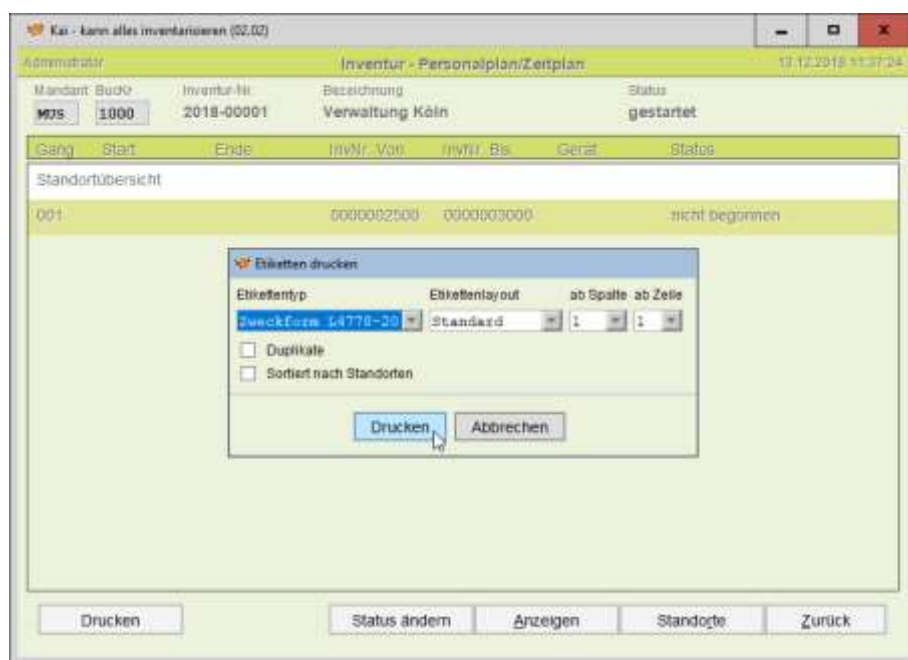 Kai - kann alles inventarisieren (02.02)
Administrator Inventur - Personalplan/Zeitplan 13.12.2018 11:37:24
Mandant BucKr Inventur-Nr. Bezeichnung Status
MUS 1000 2018-00001 Verwaltung Köln gestartet
Gang Start Ende InvNr. Von InvNr. Bis Gerät Status
Standortübersicht
001 0000002500 0000003000 nicht begonnen
Etiketten drucken
Etikettentyp Etikettenlayout ab Spalte ab Zeile
Zweckform L4778-20 Standard 1 1
Duplikate
Sortiert nach Standorten
Drucken Abbrechen
Drucken Status ändern Anzeigen Standorte Zurück